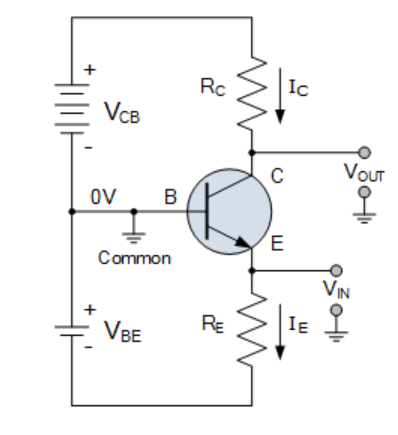 +
RC
IC
VCB
-
C
VOUT
0V
B
Common
E
VIN
+
VBE
-
RE
IE